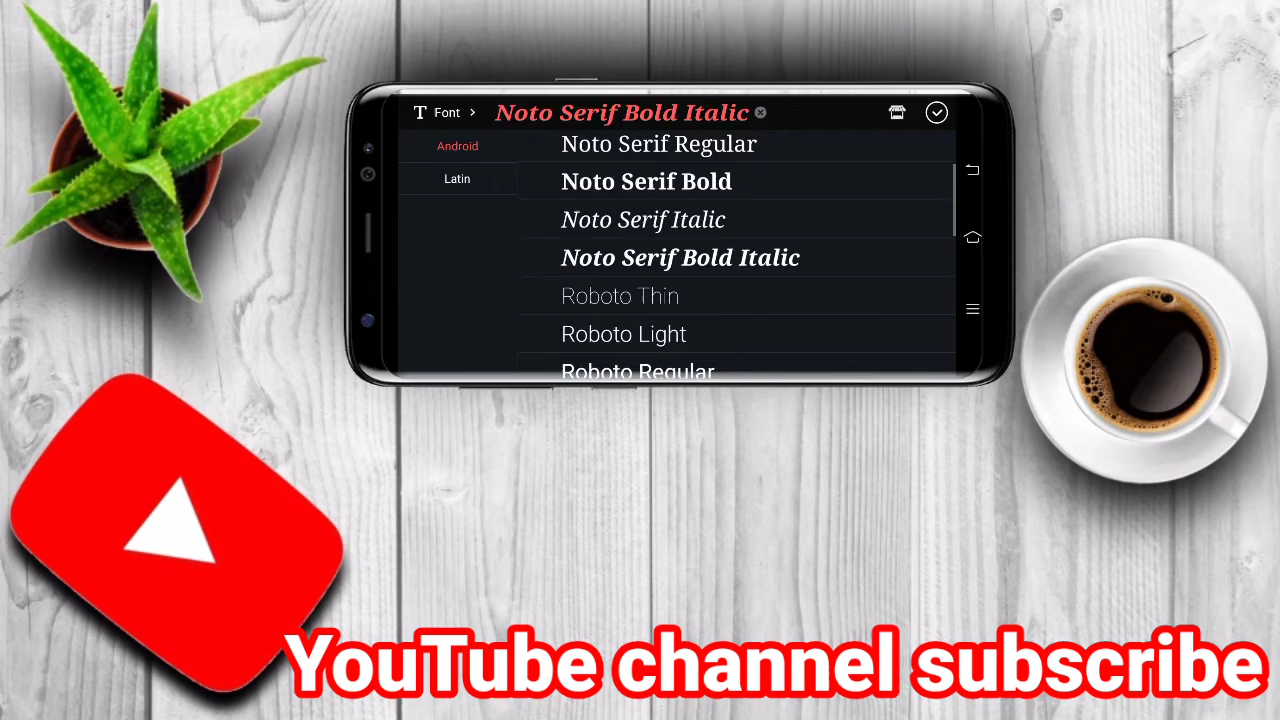 T Font > Noto Serif Bold Italic
Android
Latin
Noto Serif Regular
Noto Serif Bold
Noto Serif Italic
Noto Serif Bold Italic
Roboto Thin
Roboto Light
Roboto Regular
YouTube channel subscribe